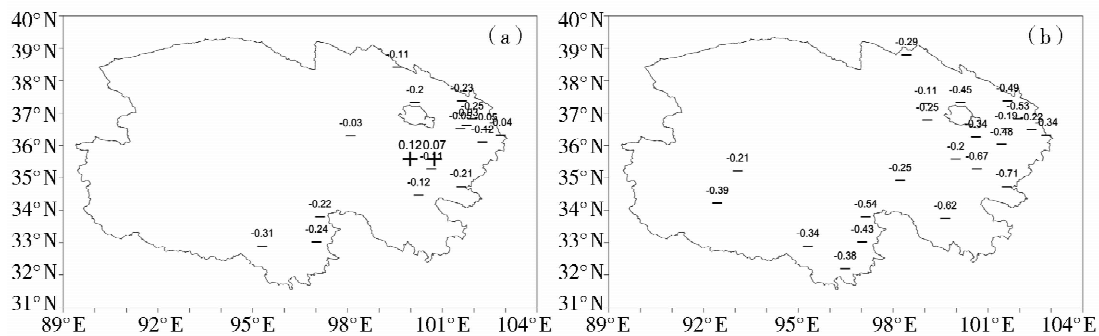 40°N
39°N
38°N
37°N
36°N
35°N
34°N
33°N
32°N
31°N
89°E 92°E 95°E 98°E 101°E 104°E
(a)
-0.11
-0.2
-0.23
-0.25
-0.03
-0.05
-0.05
-0.04
-0.42
0.12 0.07
-0.21
-0.12
-0.22
-0.24
-0.31
40°N
39°N
38°N
37°N
36°N
35°N
34°N
33°N
32°N
31°N
89°E 92°E 95°E 98°E 101°E 104°E
(b)
-0.29
-0.11
-0.45
-0.49
-0.25
-0.53
-0.19
-0.22
-0.34
-0.34
-0.48
-0.2
-0.67
-0.21
-0.25
-0.71
-0.39
-0.54
-0.62
-0.43
-0.34
-0.38